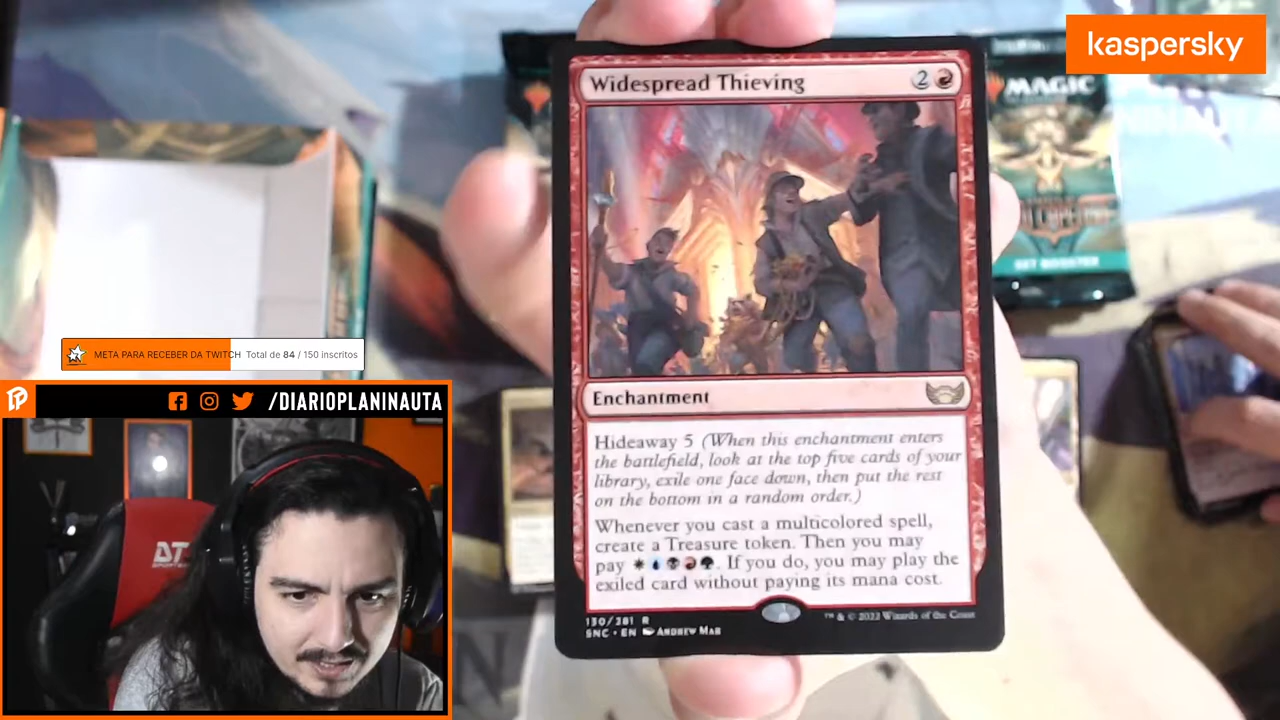 kaspersky
Widespread Thieving 2
MAGIC
SET BOOSTER
Enchantment
Hideaway 5 (When this enchantment enters
the battlefield, look at the top five cards of your
library, exile one face down, then put the rest
on the bottom in a random order.)
Whenever you cast a multicolored spell,
create a Treasure token. Then you may
pay . If you do, you may play the
exiled card without paying its mana cost.
130/281 R
SNC • EN Andrew Mar
™ & © 2022 Wizards of the Coast
META PARA RECEBER DA TWITCH Total de 84 / 150 inscritos
/DIARIOPLANINAUTA
DT